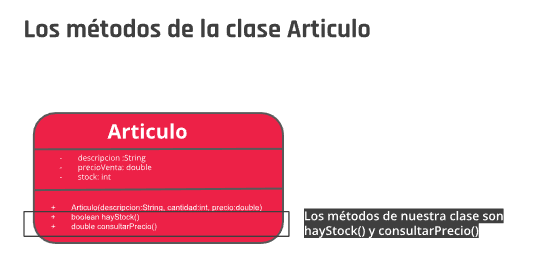 Los métodos de la clase Articulo
Articulo
- descripcion :String
- precioVenta: double
- stock: int
+ Articulo(descripcion:String, cantidad:int, precio:double)
+ boolean hayStock()
+ double consultarPrecio()
Los métodos de nuestra clase son
hayStock() y consultarPrecio()